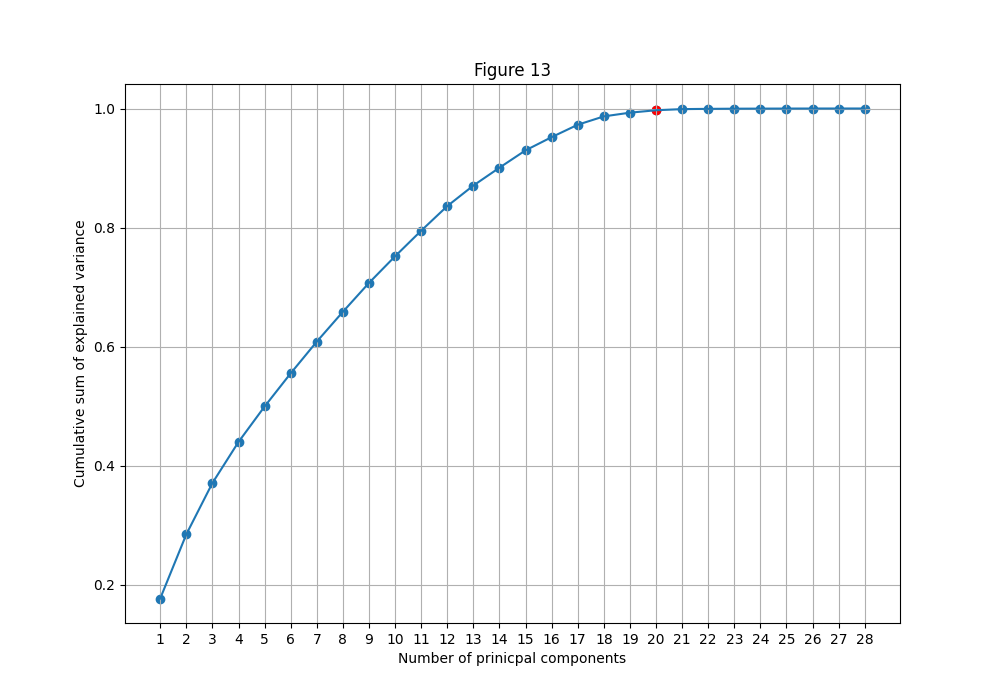 Figure 13
Cumulative sum of explained variance
1.0
0.8
0.6
0.4
0.2
1 2 3 4 5 6 7 8 9 10 11 12 13 14 15 16 17 18 19 20 21 22 23 24 25 26 27 28
Number of prinicpal components